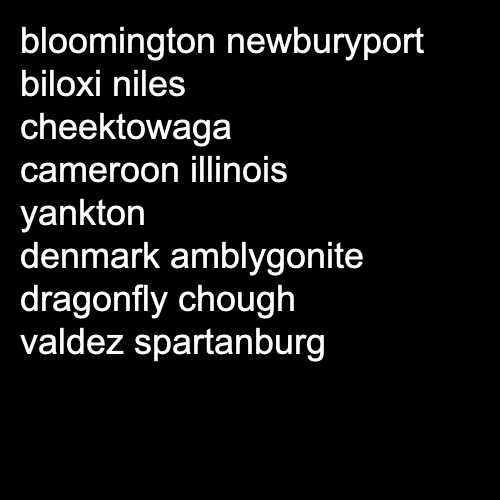 bloomington newburyport
biloxi niles
cheektowaga
cameroon illinois
yankton
denmark amblygonite
dragonfly chough
valdez spartanburg